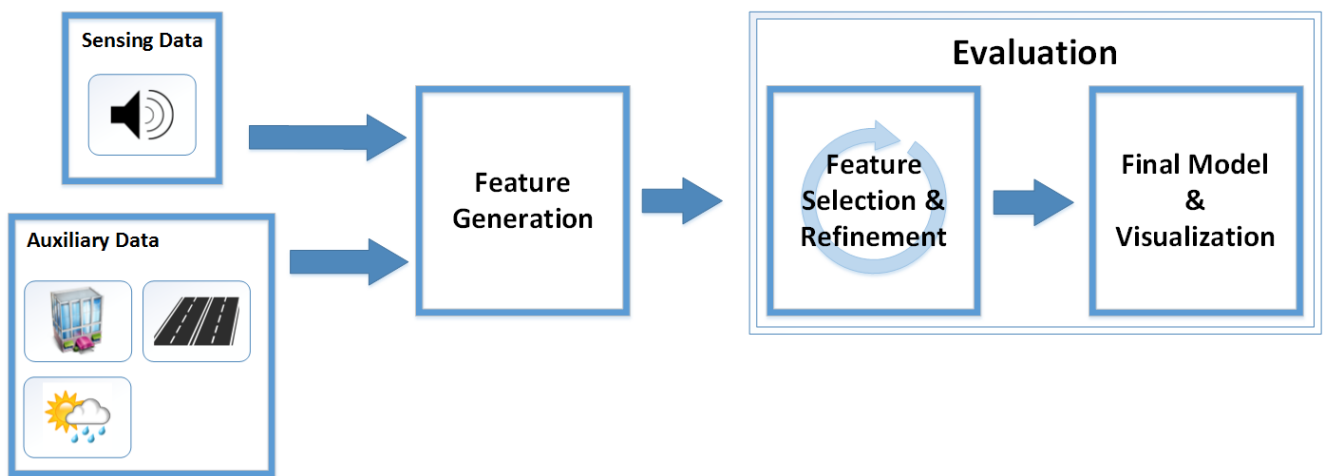 Sensing Data
Auxiliary Data
Feature
Generation
Evaluation
Feature
Selection &
Refinement
Final Model
&
Visualization